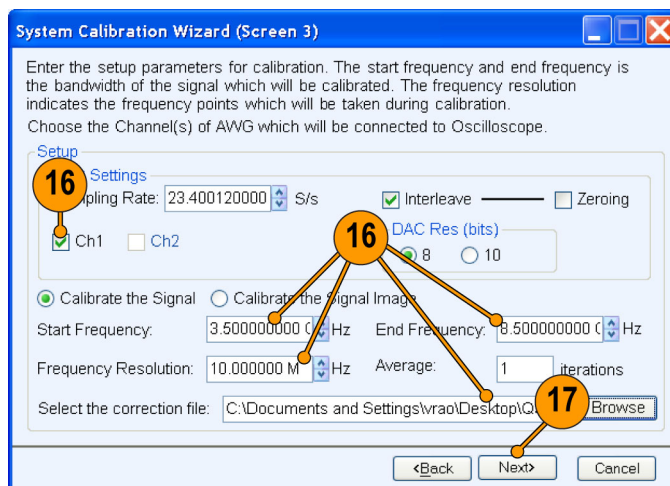 System Calibration Wizard (Screen 3)
Enter the setup parameters for calibration. The start frequency and end frequency is
the bandwidth of the signal which will be calibrated. The frequency resolution
indicates the frequency points which will be taken during calibration.
Choose the Channel(s) of AWG which will be connected to Oscilloscope.
Setup
16 Settings
Rate: 23.400120000 S/s Interleave Zeroing
Ch1 Ch2
DAC Res (bits)
16
8 10
Calibrate the Signal Calibrate the Signal Image
Start Frequency: 3.500000000 Hz End Frequency: 8.500000000 Hz
Frequency Resolution: 10.000000 M Hz Average: 1 iterations
Select the correction file: C:\Documents and Settings\vrao\Desktop\Q 17 Browse
<Back Next> Cancel